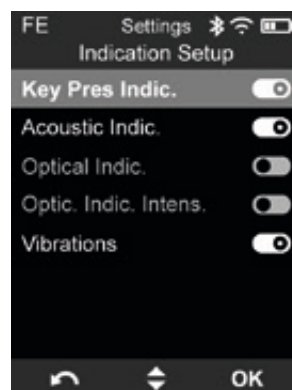 FE Settings
Indication Setup
Key Pres Indic.
Acoustic Indic.
Optical Indic.
Optic. Indic. Intens.
Vibrations
OK